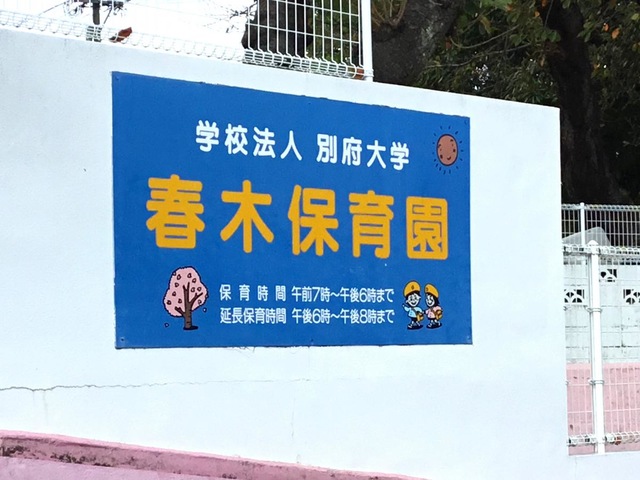 学校法人 別府大学
春木保育園
保育時間 午前7時～午後6時まで
延長保育時間 午後6時～午後8時まで